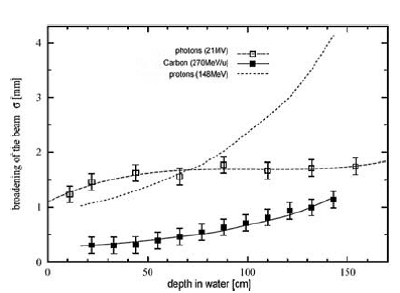 4
3
2
1
0
0
50
100
150
broadening of the beam σ [mm]
depth in water [cm]
photons (21MV)
Carbon (270MeV/u)
protons (148MeV)